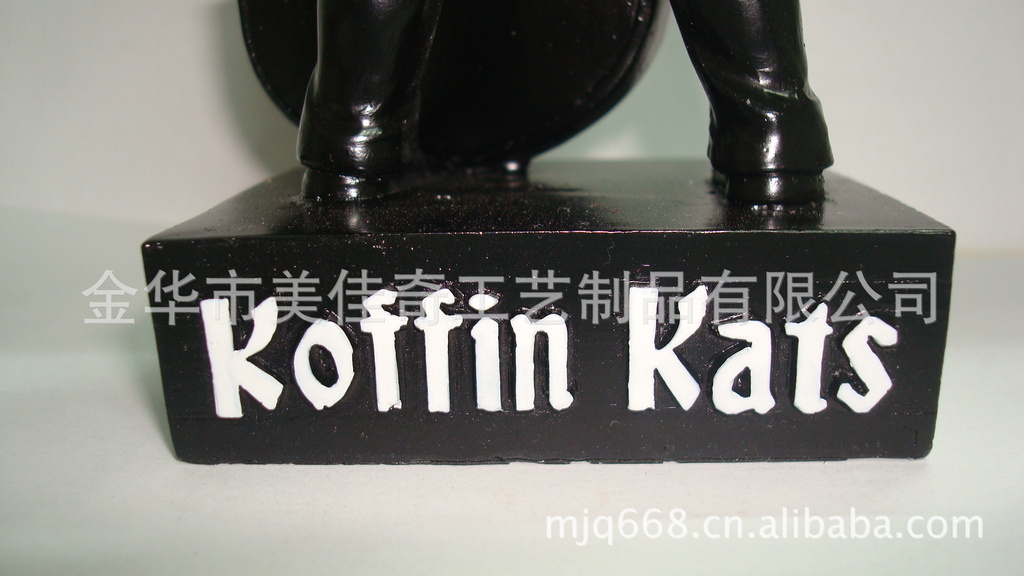 金华市美佳奇工艺制品有限公司
Koffin Kats
mjq668.cn.alibaba.com